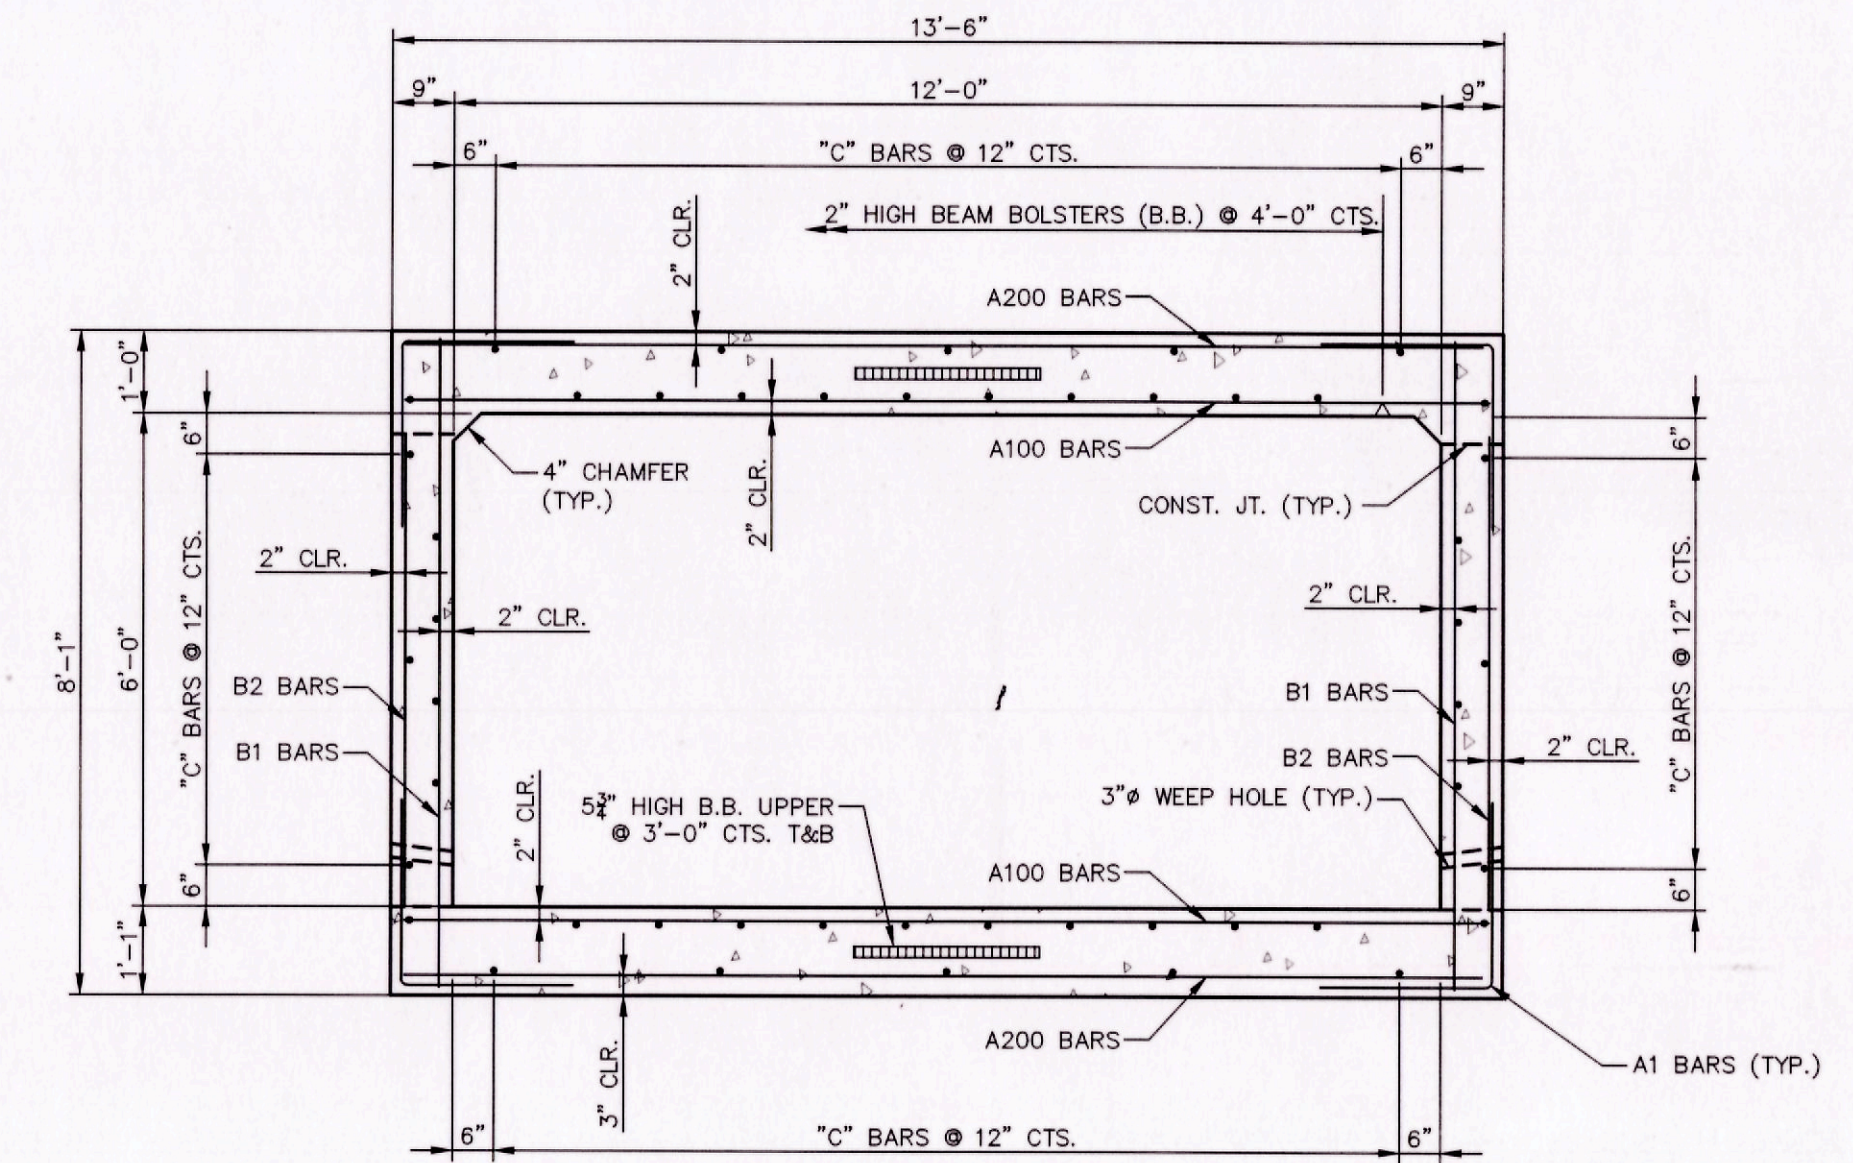 13'-6"
9"
12'-0"
9"
6"
"C" BARS @ 12" CTS.
6"
2" CLR.
2" HIGH BEAM BOLSTERS (B.B.) @ 4'-0" CTS.
A200 BARS
1'-0"
6"
4" CHAMFER
(TYP.)
2" CLR.
A100 BARS
CONST. JT. (TYP.)
6"
2" CLR.
2" CLR.
2" CLR.
"C" BARS @ 12" CTS.
8'-1"
6'-0"
"C" BARS @ 12" CTS.
B2 BARS
B1 BARS
B1 BARS
B2 BARS
2" CLR.
2" CLR.
5¾" HIGH B.B. UPPER
@ 3'-0" CTS. T&B
3"ø WEEP HOLE (TYP.)
A100 BARS
6"
6"
1'-1"
3" CLR.
A200 BARS
A1 BARS (TYP.)
6"
"C" BARS @ 12" CTS.
6"